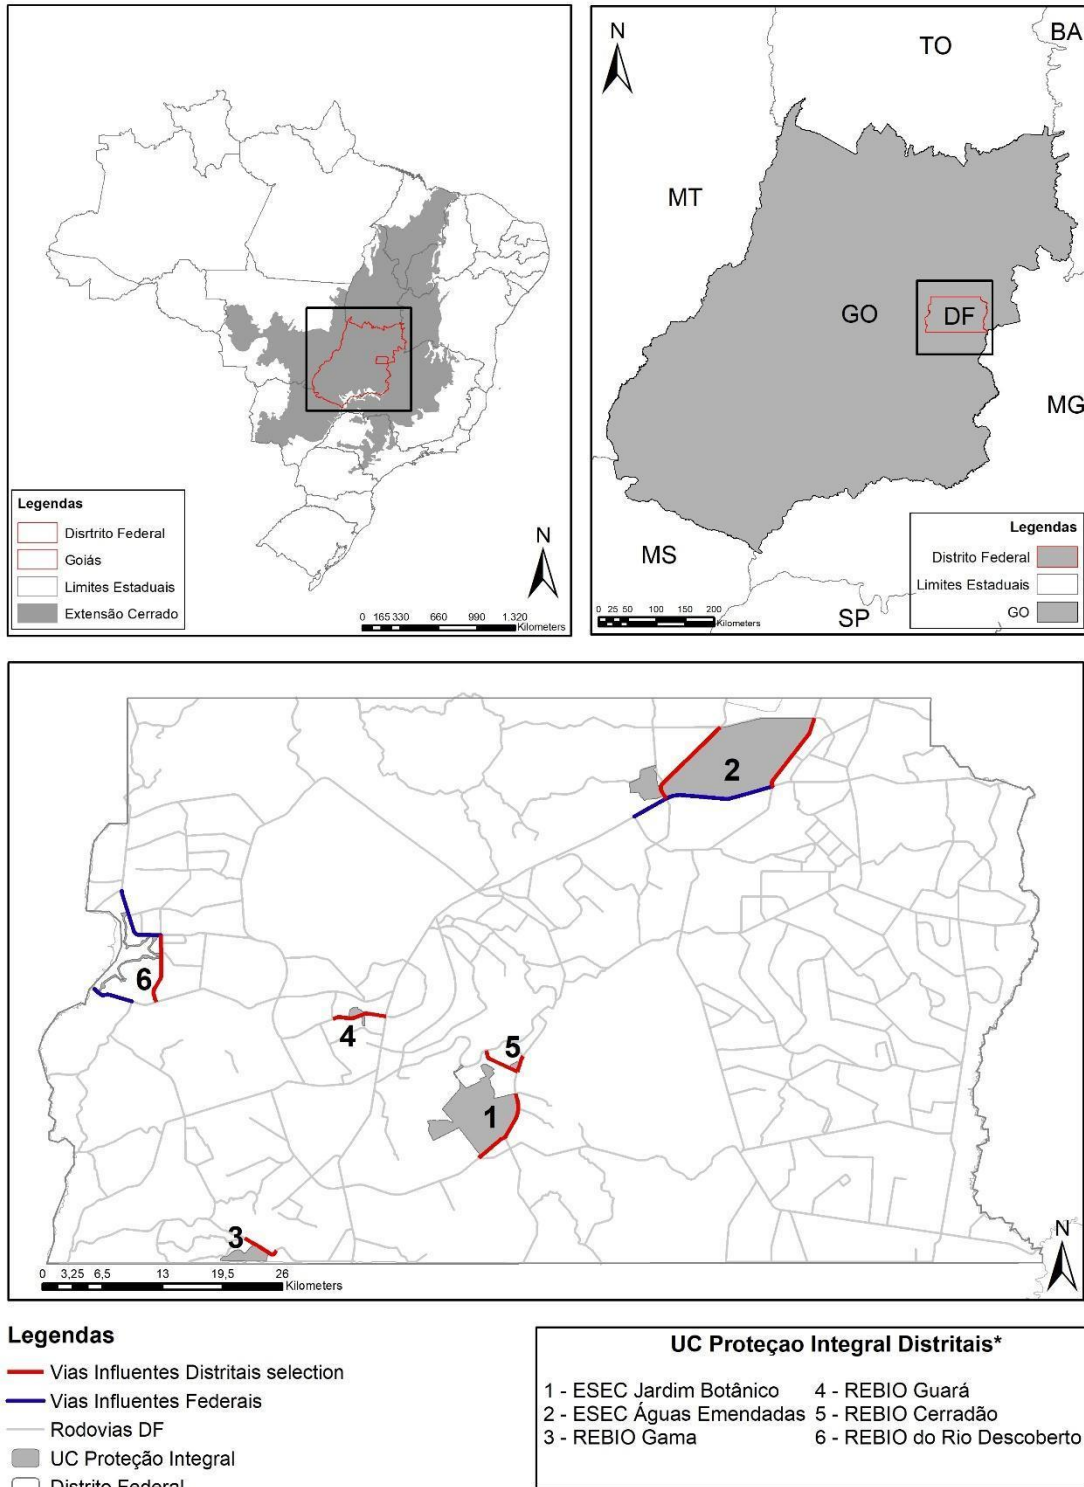 N
Legendas
Disrtrito Federal
Goiás
Limites Estaduais
Extensão Cerrado
0 165 330 660 990 1.320
Kilometers
N
TO
BA
MT
GO
DF
MG
MS
SP
Legendas
Distrito Federal
Limites Estaduais
GO
0 25 50 100 150 200
Kilometers
2
6
4
5
1
3
N
0 3,25 6,5 13 19,5 26
Kilometers
Legendas
Vias Influentes Distritais selection
Vias Influentes Federais
Rodovias DF
UC Proteção Integral
Distrito Federal
UC Proteçao Integral Distritais*
1 - ESEC Jardim Botânico 4 - REBIO Guará
2 - ESEC Águas Emendadas 5 - REBIO Cerradão
3 - REBIO Gama 6 - REBIO do Rio Descoberto